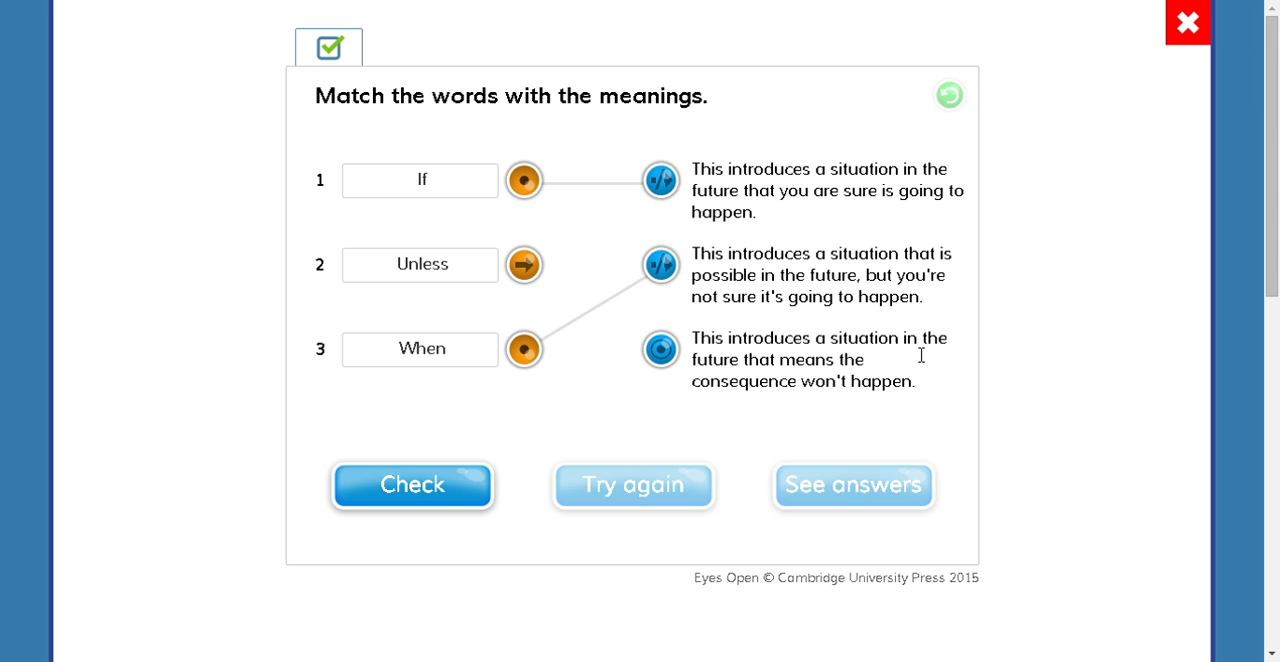 Match the words with the meanings.
1 If
This introduces a situation in the
future that you are sure is going to
happen.
2 Unless
This introduces a situation that is
possible in the future, but you're
not sure it's going to happen.
3 When
This introduces a situation in the
future that means the
consequence won't happen.
Check Try again See answers
Eyes Open © Cambridge University Press 2015